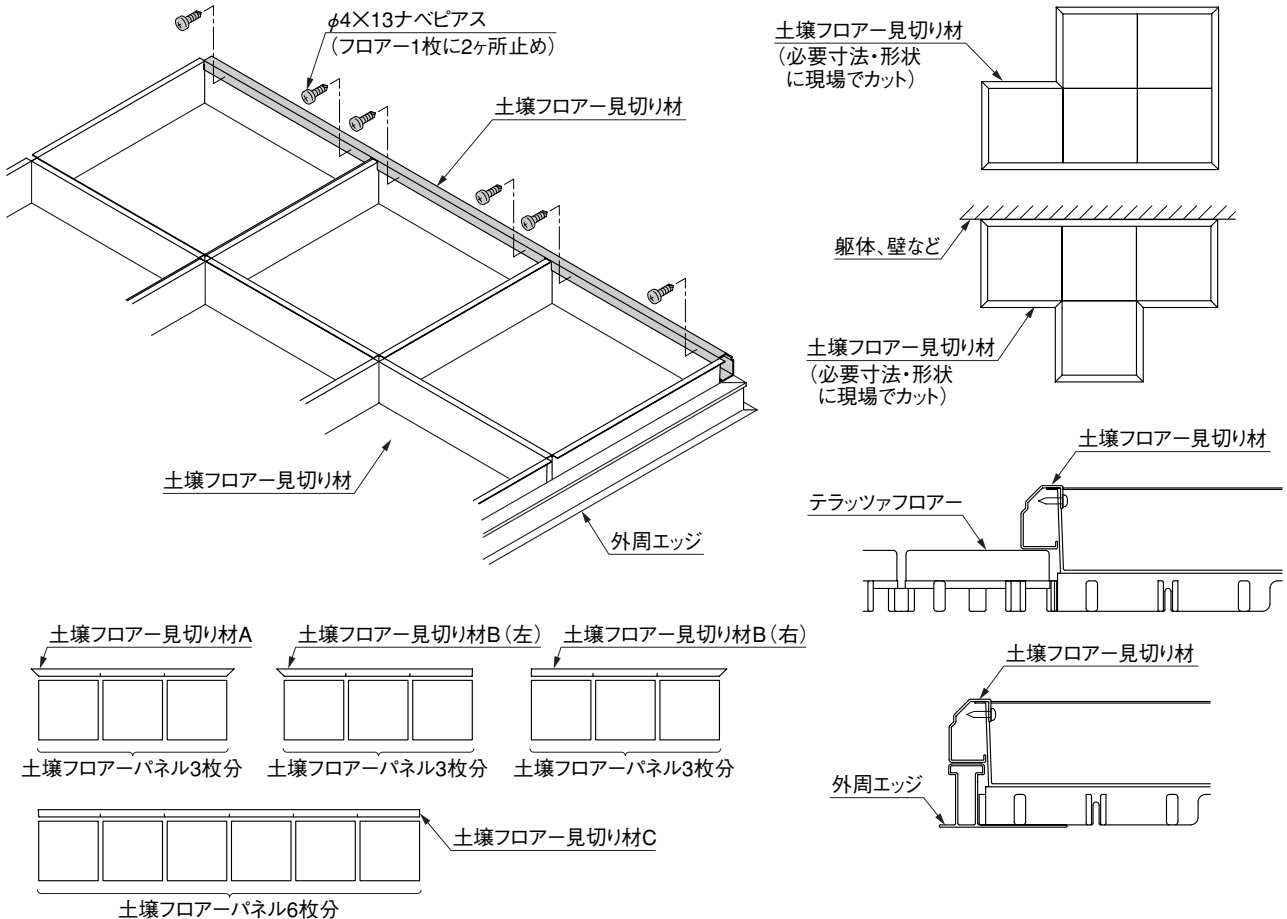 φ4×13ナベピアス
(フロアー1枚に2ヶ所止め)
土壌フロアー見切り材
土壌フロアー見切り材
外周エッジ
土壌フロアー見切り材
(必要寸法・形状
に現場でカット)
躯体、壁など
土壌フロアー見切り材
(必要寸法・形状
に現場でカット)
土壌フロアー見切り材
テラッツァフロアー
土壌フロアー見切り材
外周エッジ
土壌フロアー見切り材A
土壌フロアーパネル3枚分
土壌フロアー見切り材B(左)
土壌フロアーパネル3枚分
土壌フロアー見切り材B(右)
土壌フロアーパネル3枚分
土壌フロアー見切り材C
土壌フロアーパネル6枚分